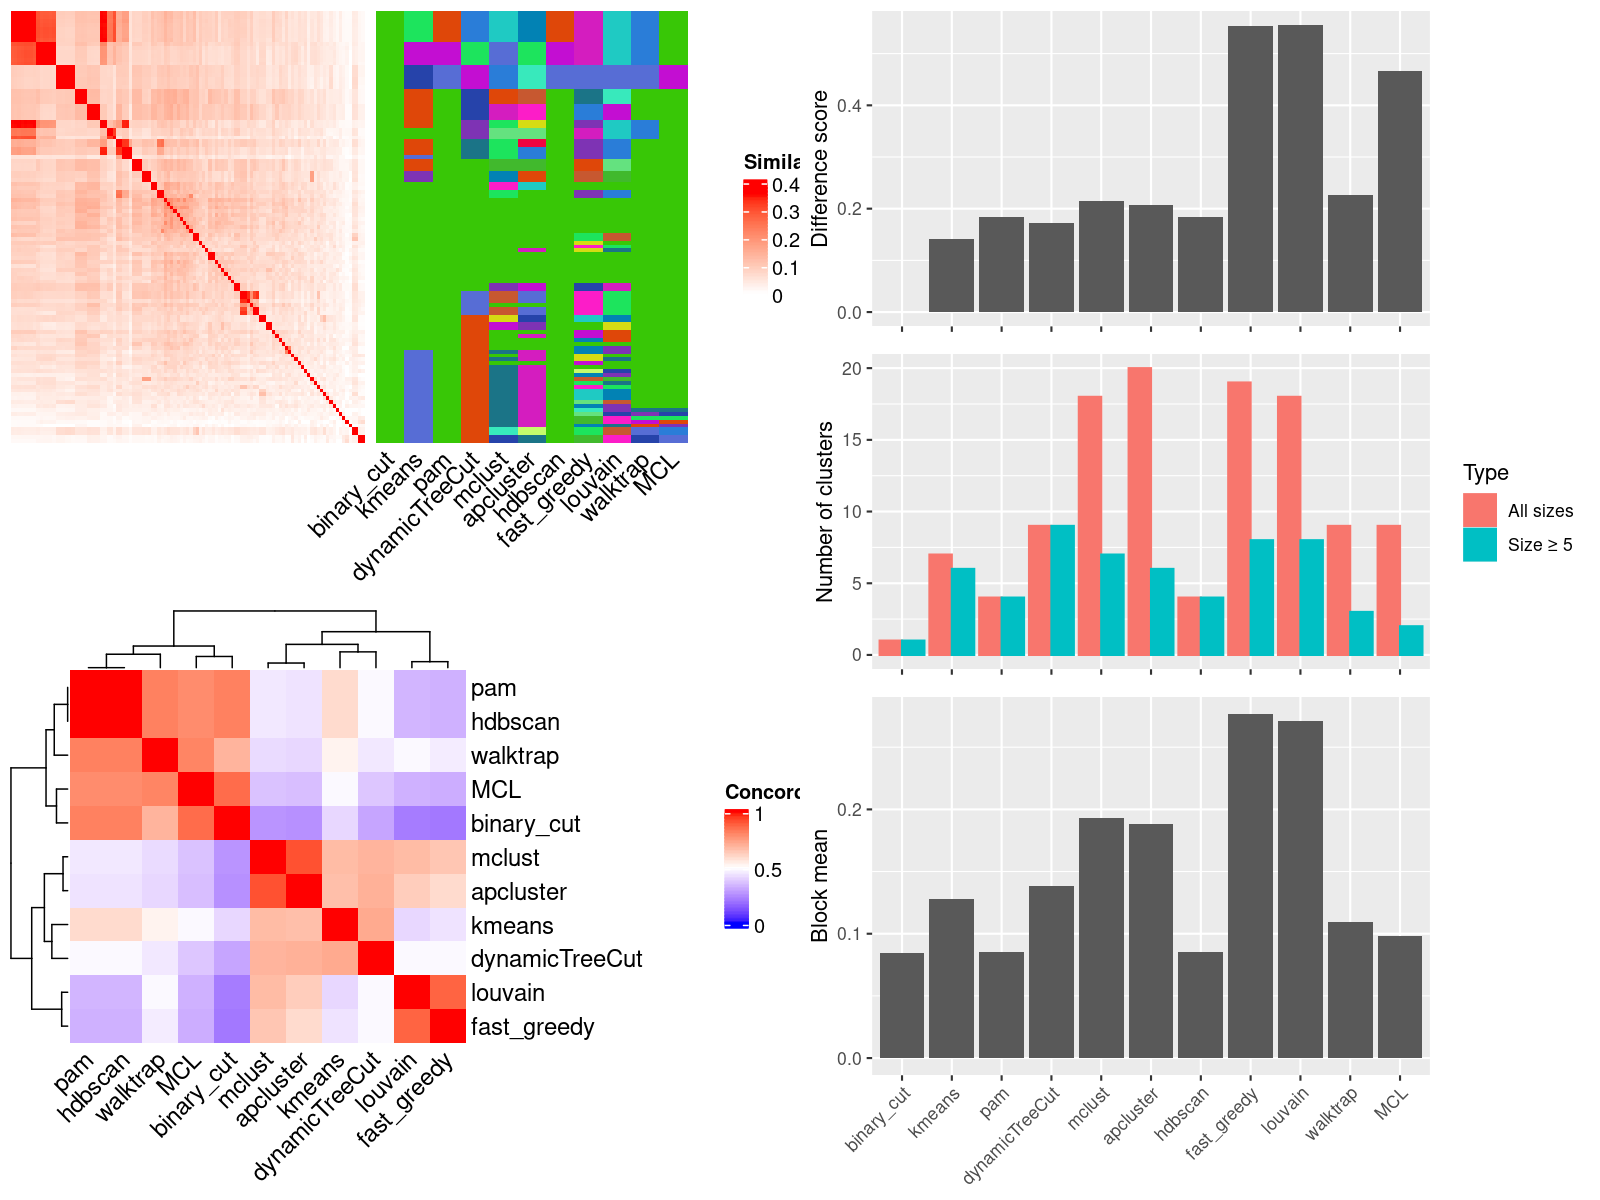 Simila
0.4
0.3
0.2
0.1
0
binary_cut
kmeans
pam
dynamicTreeCut
mclust
apcluster
hdbscan
fast_greedy
louvain
walktrap
MCL
Difference score
0.4
0.2
0.0
Number of clusters
20
15
10
5
0
Type
All sizes
Size ≥ 5
pam
hdbscan
walktrap
MCL
binary_cut
mclust
apcluster
kmeans
dynamicTreeCut
louvain
fast_greedy
pam
hdbscan
walktrap
MCL
binary_cut
mclust
apcluster
kmeans
dynamicTreeCut
louvain
fast_greedy
Concord
1
0.5
0
Block mean
0.2
0.1
0.0
binary_cut
kmeans
pam
dynamicTreeCut
mclust
apcluster
hdbscan
fast_greedy
louvain
walktrap
MCL